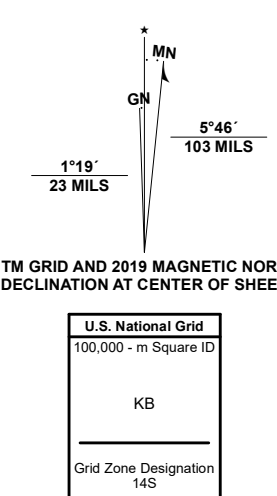 MN
GN
5°46´
103 MILS
1°19´
23 MILS
TM GRID AND 2019 MAGNETIC NOR
DECLINATION AT CENTER OF SHEE
U.S. National Grid
100,000 - m Square ID
KB
Grid Zone Designation
14S